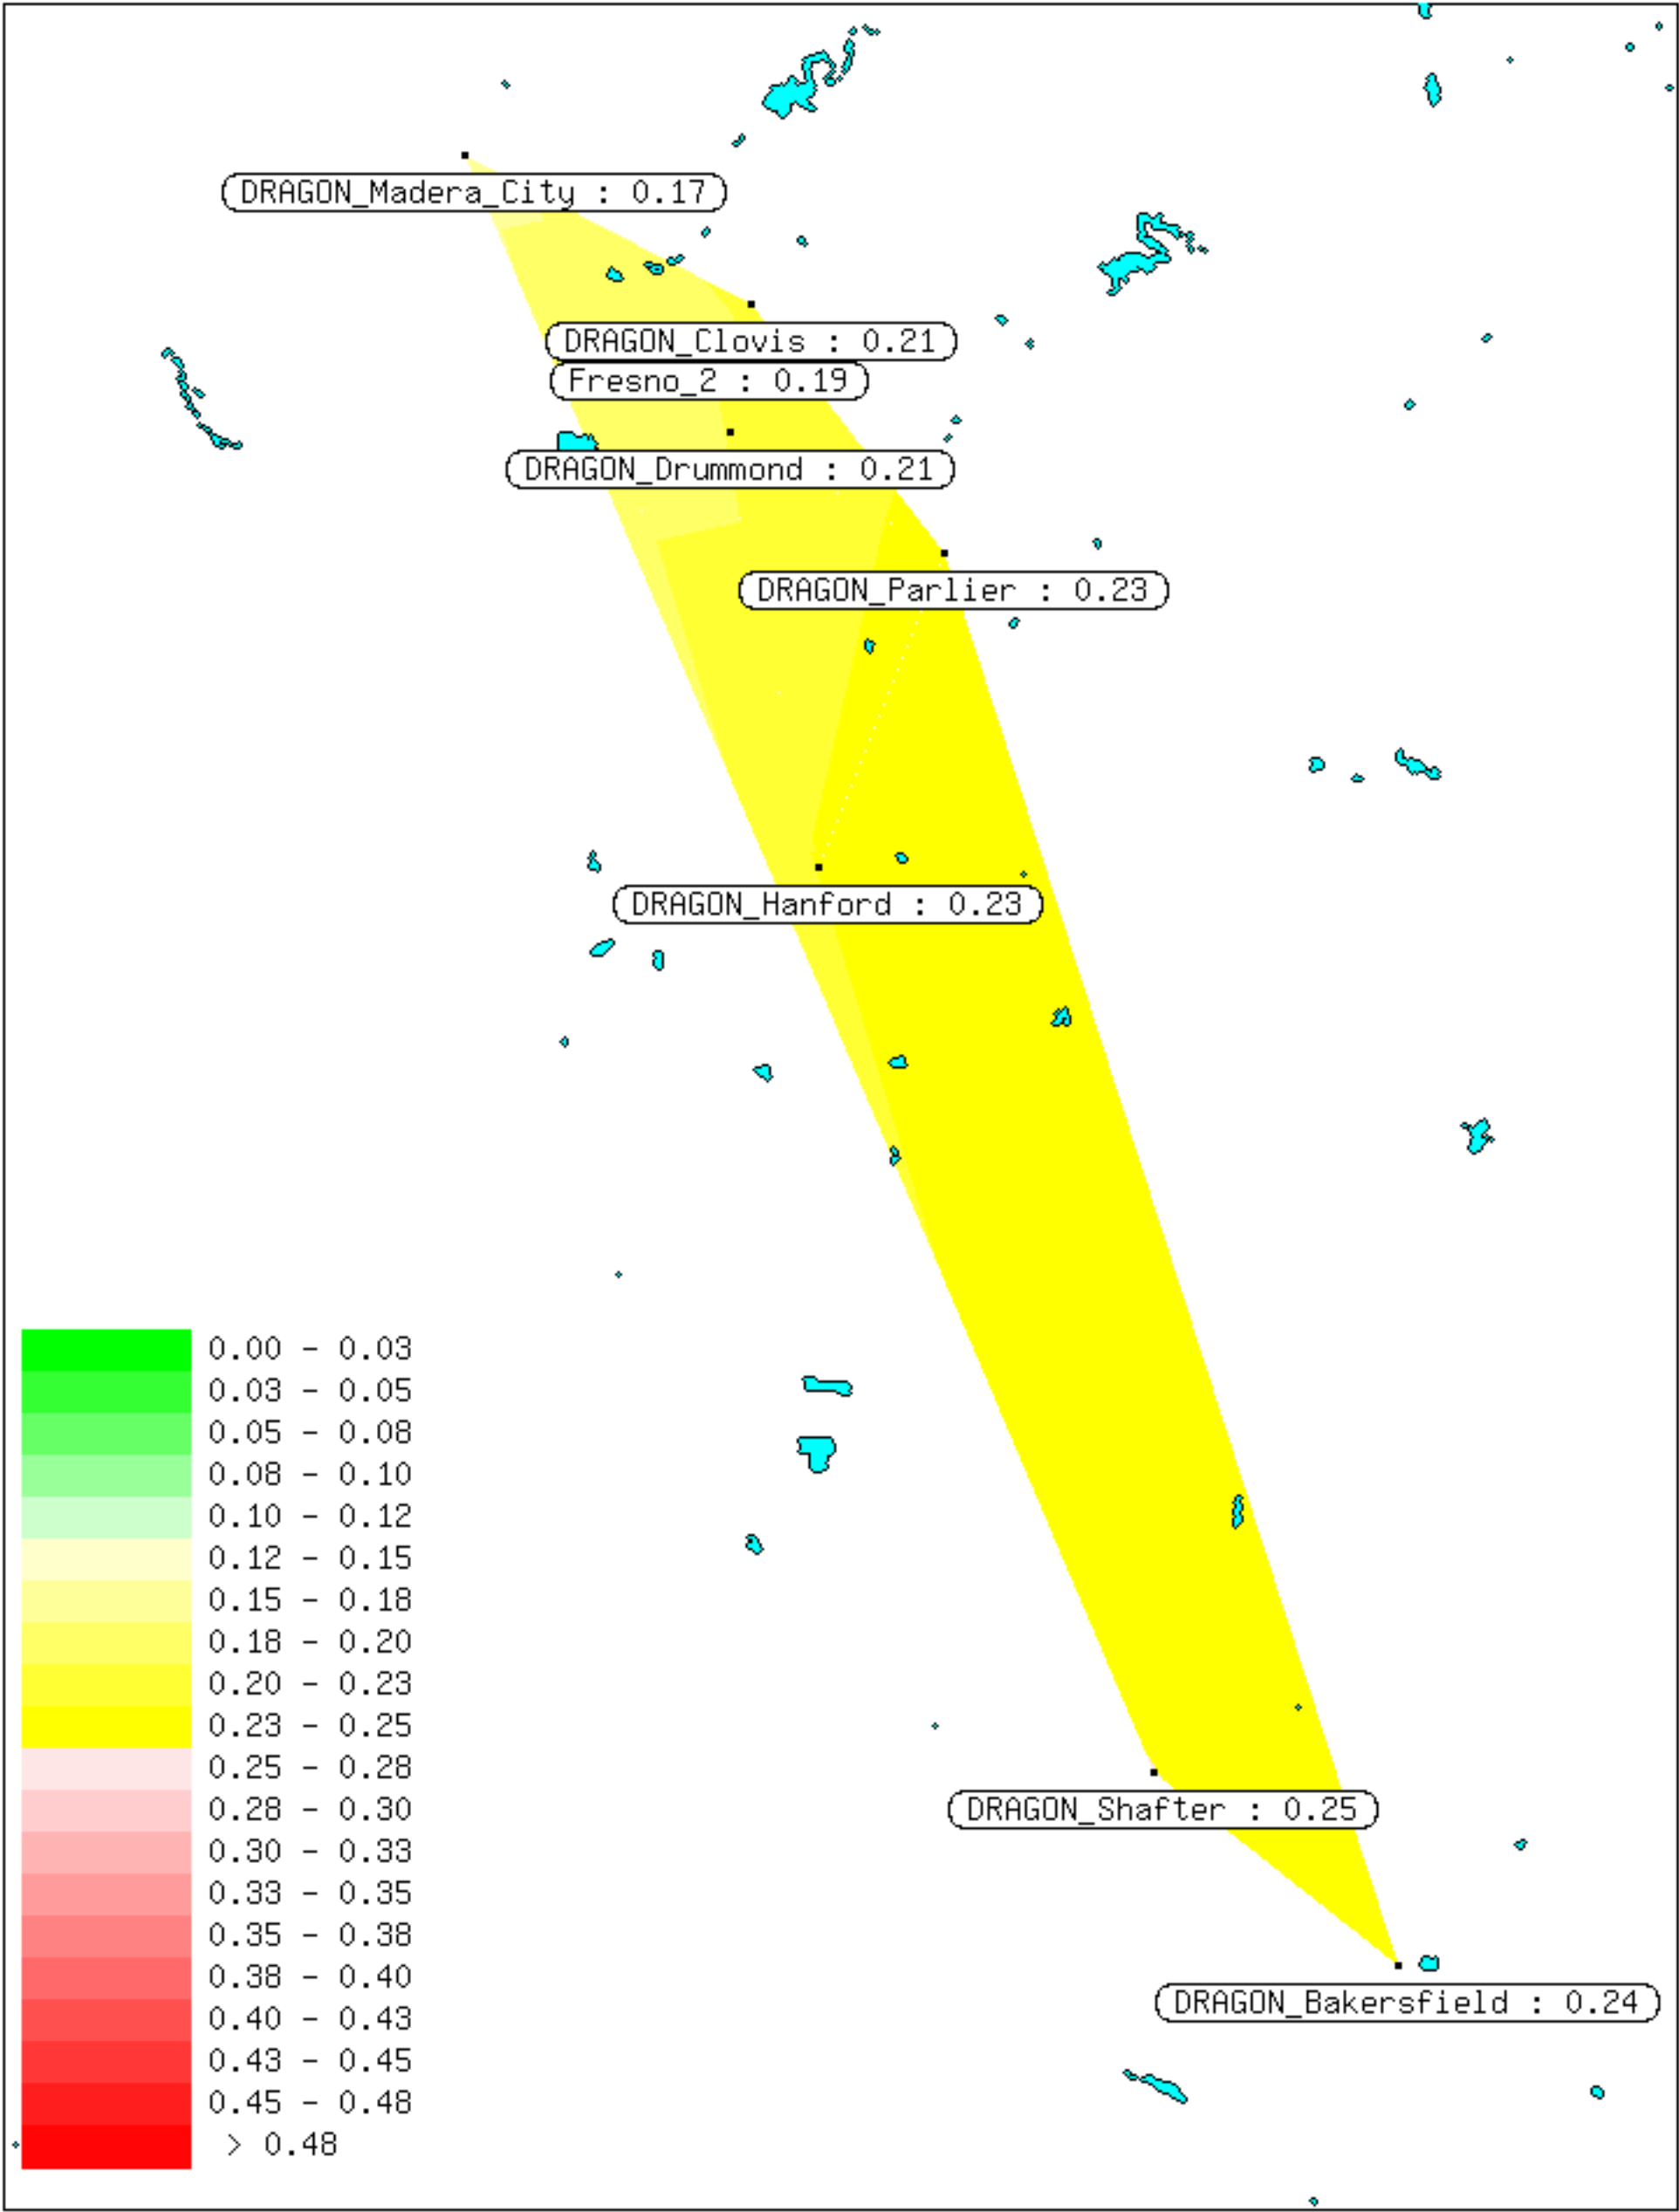 DRAGON_Madera_City : 0.17
DRAGON_Clovis : 0.21
Fresno_2 : 0.19
DRAGON_Drummond : 0.21
DRAGON_Parlier : 0.23
DRAGON_Hanford : 0.23
0.00 - 0.03
0.03 - 0.05
0.05 - 0.08
0.08 - 0.10
0.10 - 0.12
0.12 - 0.15
0.15 - 0.18
0.18 - 0.20
0.20 - 0.23
0.23 - 0.25
0.25 - 0.28
0.28 - 0.30
0.30 - 0.33
0.33 - 0.35
0.35 - 0.38
0.38 - 0.40
0.40 - 0.43
0.43 - 0.45
0.45 - 0.48
> 0.48
DRAGON_Shafter : 0.25
DRAGON_Bakersfield : 0.24